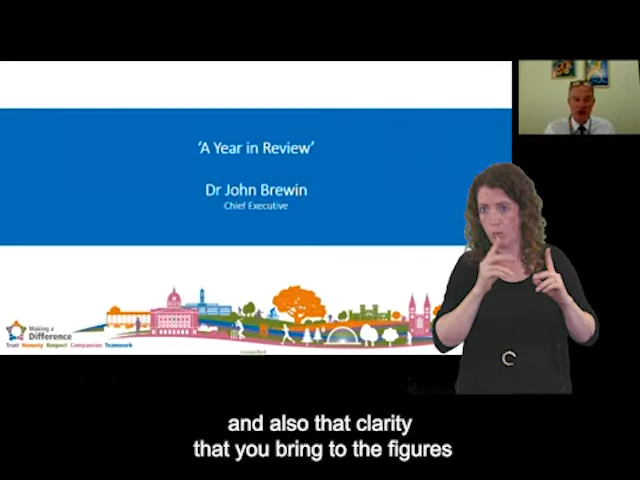 'A Year in Review'
Dr John Brewin
Chief Executive
Making a
Difference
Trust Honesty Respect Compassion Teamwork
and also that clarity
that you bring to the figures